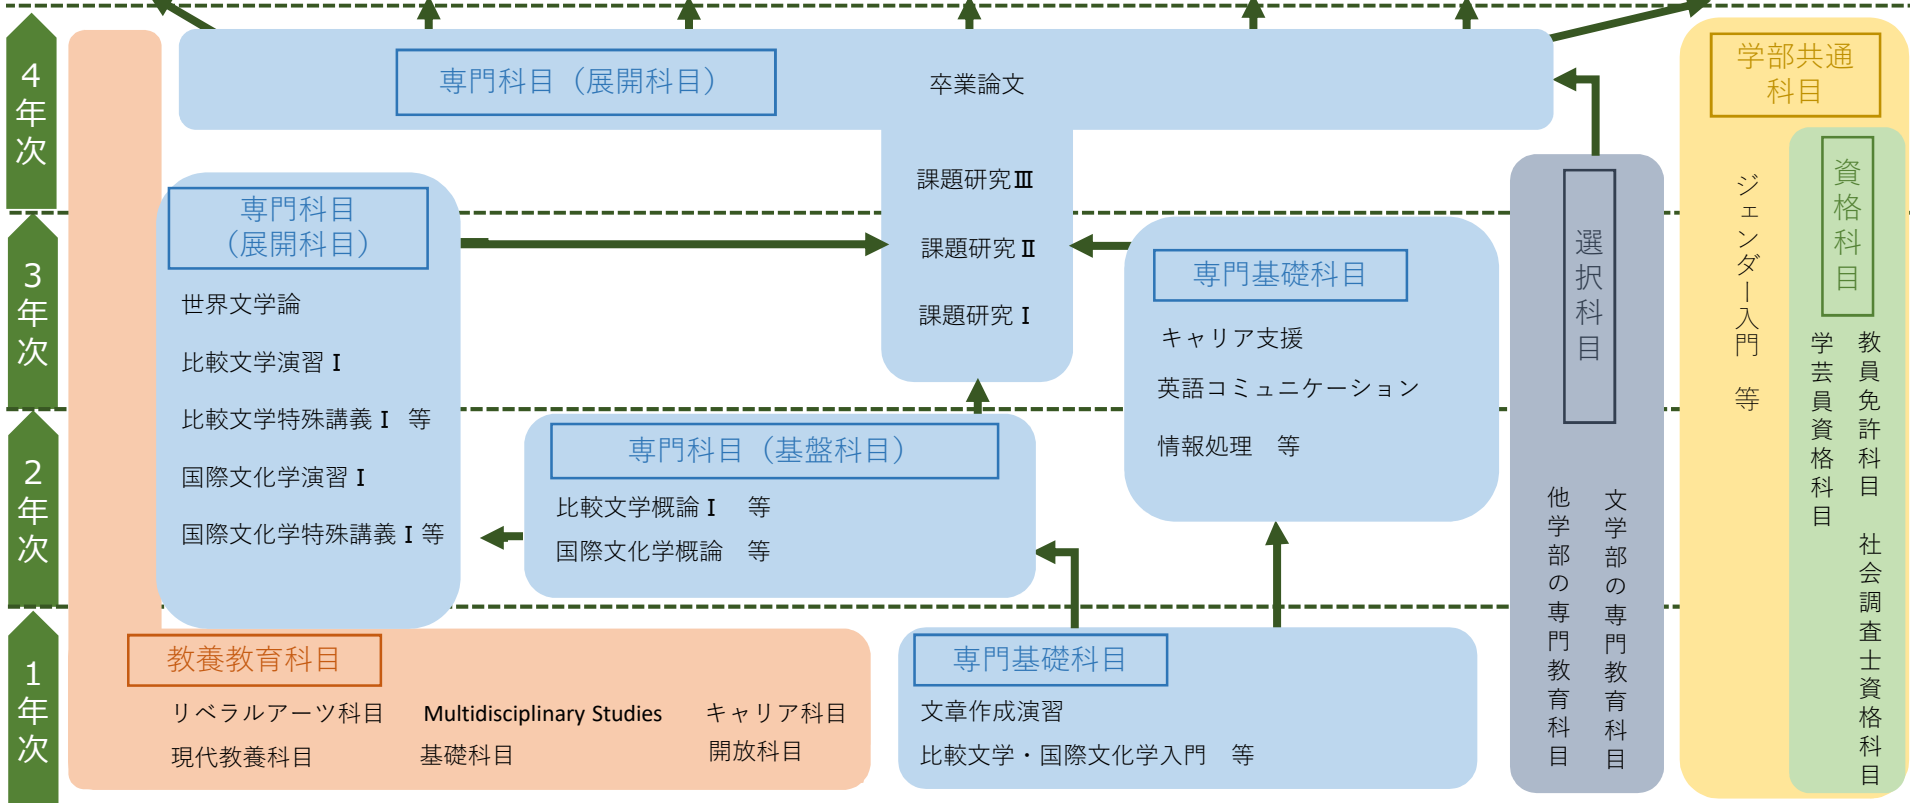 4年次
専門科目（展開科目）
卒業論文
課題研究Ⅲ
3年次
専門科目
（展開科目）
世界文学論
比較文学演習Ⅰ
比較文学特殊講義Ⅰ 等
国際文化学演習Ⅰ
国際文化学特殊講義Ⅰ等
課題研究Ⅱ
課題研究Ⅰ
専門基礎科目
キャリア支援
英語コミュニケーション
情報処理 等
2年次
専門科目（基盤科目）
比較文学概論Ⅰ 等
国際文化学概論 等
1年次
教養教育科目
リベラルアーツ科目
Multidisciplinary Studies
キャリア科目
現代教養科目
基礎科目
開放科目
専門基礎科目
文章作成演習
比較文学・国際文化学入門 等
選択科目
文学部の専門教育科目
他学部の専門教育科目
学部共通
科目
ジェンダー入門 等
資格科目
教員免許科目 社会調査士資格科目
学芸員資格科目